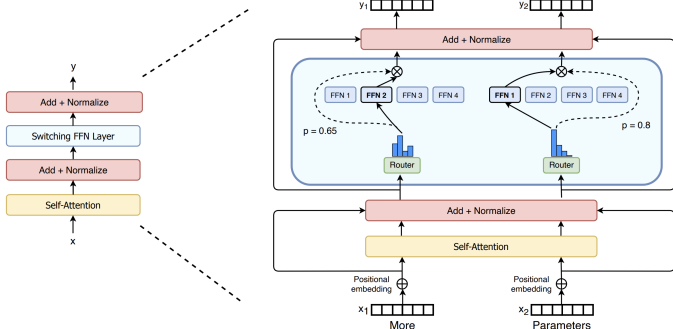 y
Add + Normalize
Switching FFN Layer
Add + Normalize
Self-Attention
x
y1 y2
Add + Normalize
FFN 1 FFN 2 FFN 3 FFN 4 FFN 1 FFN 2 FFN 3 FFN 4
p = 0.65 p = 0.8
Router Router
Add + Normalize
Self-Attention
Positional embedding Positional embedding
x1 x2
More Parameters